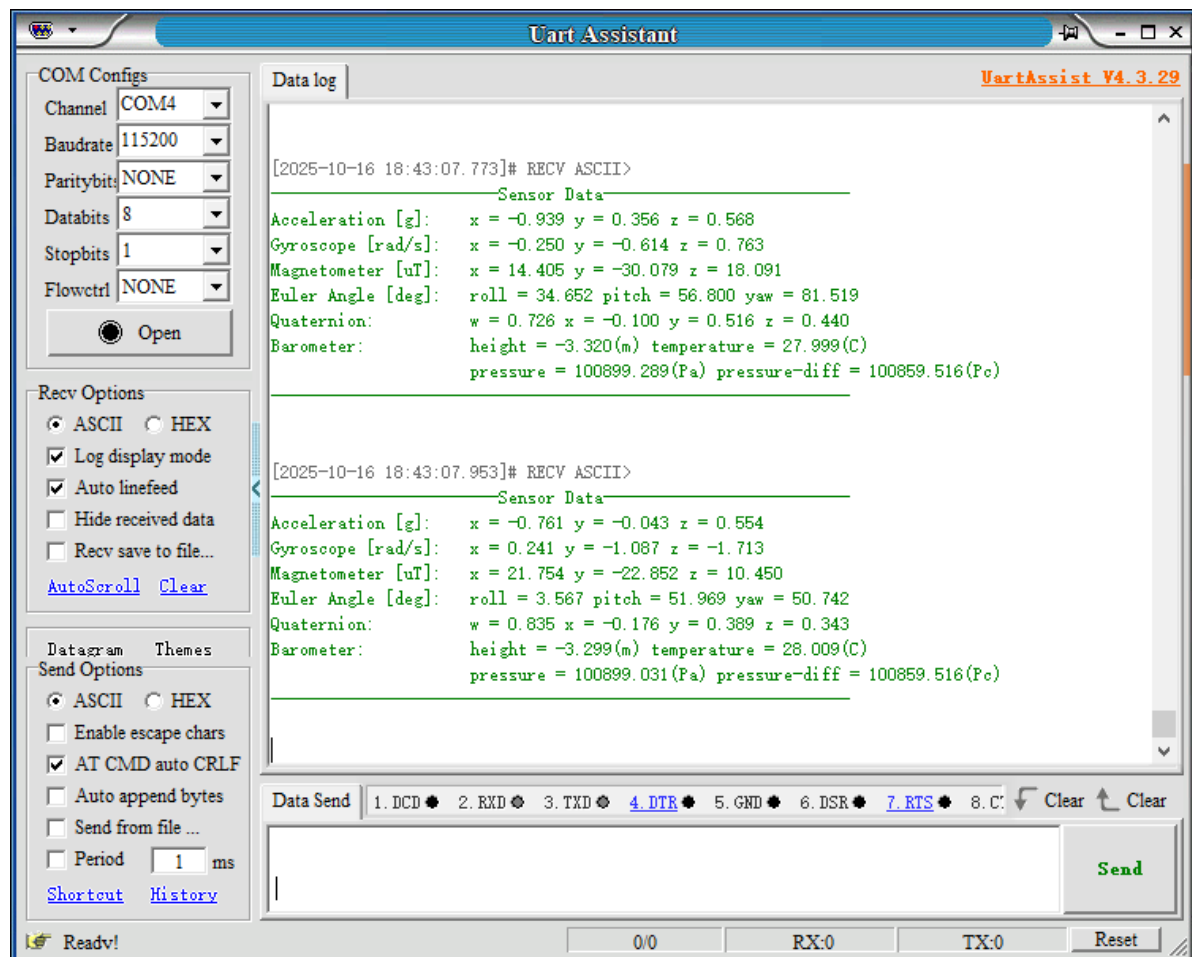 Uart Assistant
COM Configs
Channel COM4
Baudrate 115200
Paritybits NONE
Databits 8
Stopbits 1
Flowctrl NONE
Open
Recv Options
ASCII HEX
Log display mode
Auto linefeed
Hide received data
Recv save to file...
AutoScroll Clear
Datagram Themes
Send Options
ASCII HEX
Enable escape chars
AT CMD auto CRLF
Auto append bytes
Send from file ...
Period 1 ms
Shortcut History
Data log
UartAssist V4.3.29
[2025-10-16 18:43:07.773]# RECV ASCII>
Sensor Data
Acceleration [g]: x = -0.939 y = 0.356 z = 0.568
Gyroscope [rad/s]: x = -0.250 y = -0.614 z = 0.763
Magnetometer [uT]: x = 14.405 y = -30.079 z = 18.091
Euler Angle [deg]: roll = 34.652 pitch = 56.800 yaw = 81.519
Quaternion: w = 0.726 x = -0.100 y = 0.516 z = 0.440
Barometer: height = -3.320(m) temperature = 27.999(C)
pressure = 100899.289(Pa) pressure-diff = 100859.516(Pc)
[2025-10-16 18:43:07.953]# RECV ASCII>
Sensor Data
Acceleration [g]: x = -0.761 y = -0.043 z = 0.554
Gyroscope [rad/s]: x = 0.241 y = -1.087 z = -1.713
Magnetometer [uT]: x = 21.754 y = -22.852 z = 10.450
Euler Angle [deg]: roll = 3.567 pitch = 51.969 yaw = 50.742
Quaternion: w = 0.835 x = -0.176 y = 0.389 z = 0.343
Barometer: height = -3.299(m) temperature = 28.009(C)
pressure = 100899.031(Pa) pressure-diff = 100859.516(Pc)
Data Send 1. DCD 2. RXD 3. TXD 4. DTR 5. GND 6. DSR 7. RTS 8. C Clear Clear
Send
Ready! 0/0 RX:0 TX:0 Reset